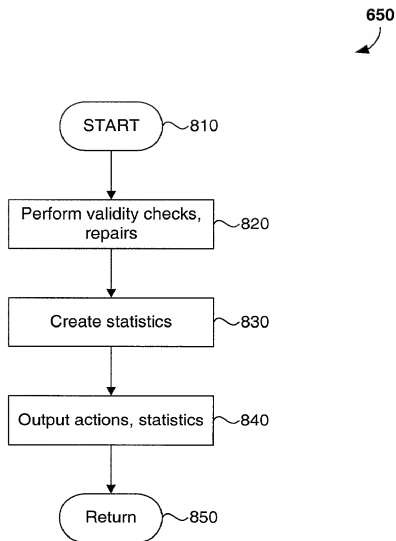 650
START 810
Perform validity checks,
repairs 820
Create statistics 830
Output actions, statistics 840
Return 850